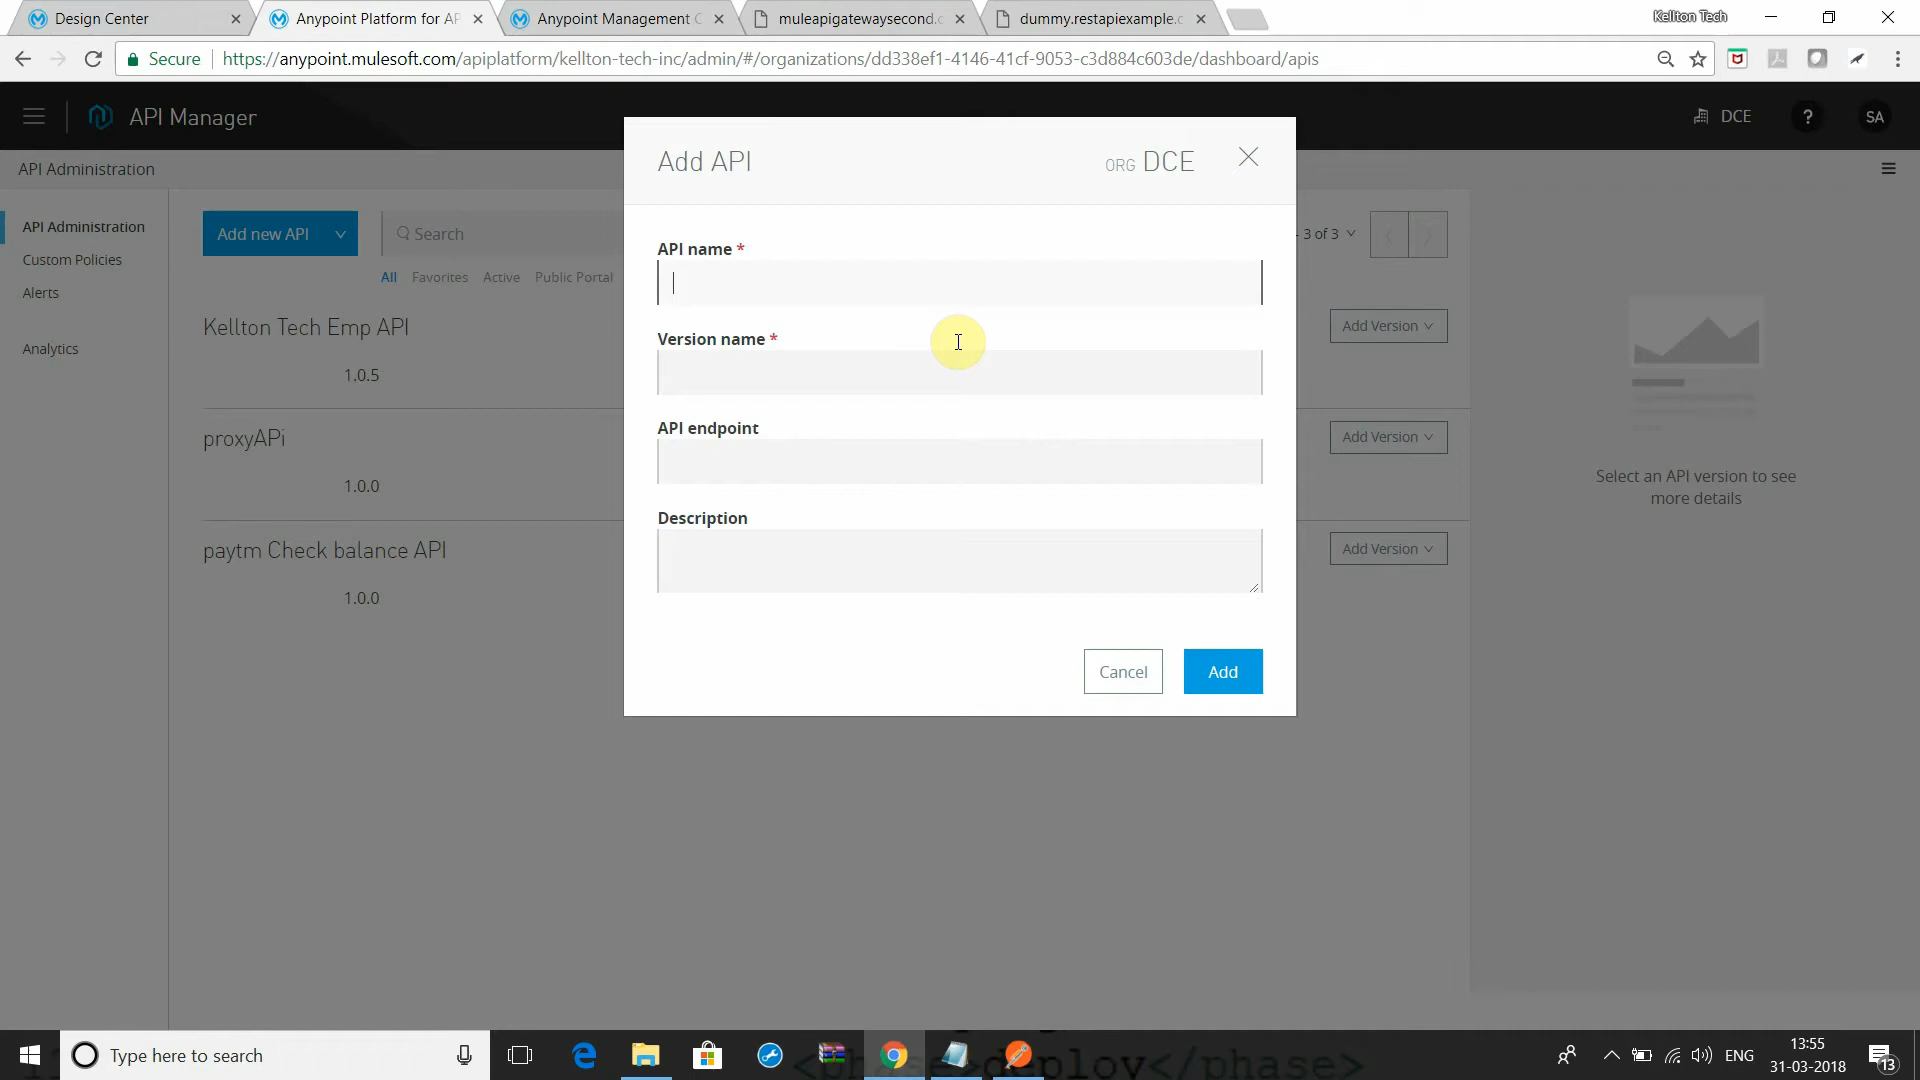 Design Center
Anypoint Platform for AP
Anypoint Management C
muleapigatewaysecond.c
dummy.restapiexample.c
Kellton Tech
Secure
https://anypoint.mulesoft.com/apiplatform/kellton-tech-inc/admin/#/organizations/dd338ef1-4146-41cf-9053-c3d884c603de/dashboard/apis
API Manager
DCE
?
SA
API Administration
API Administration
Custom Policies
Alerts
Analytics
Add new API
Search
- 3 of 3
All Favorites Active Public Portal
Kellton Tech Emp API
Add Version
1.0.5
proxyAPi
Add Version
1.0.0
paytm Check balance API
Add Version
1.0.0
Select an API version to see
more details
Add API
ORG DCE
API name *
Version name *
API endpoint
Description
Cancel
Add
Type here to search
<phase>deploy</phase>
ENG
13:55
31-03-2018
13